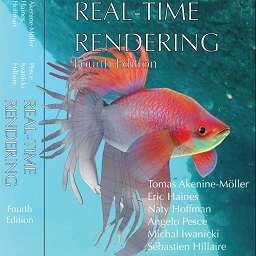 REAL-TIME
RENDERING
Fourth Edition
Tomas Akenine-Möller
Eric Haines
Naty Hoffman
Angelo Pesce
Michał Iwanicki
Sébastien Hillaire
Akenine-Möller
Haines
Hoffman
Pesce
Iwanicki
Hillaire
REAL-TIME
RENDERING
Fourth
Edition